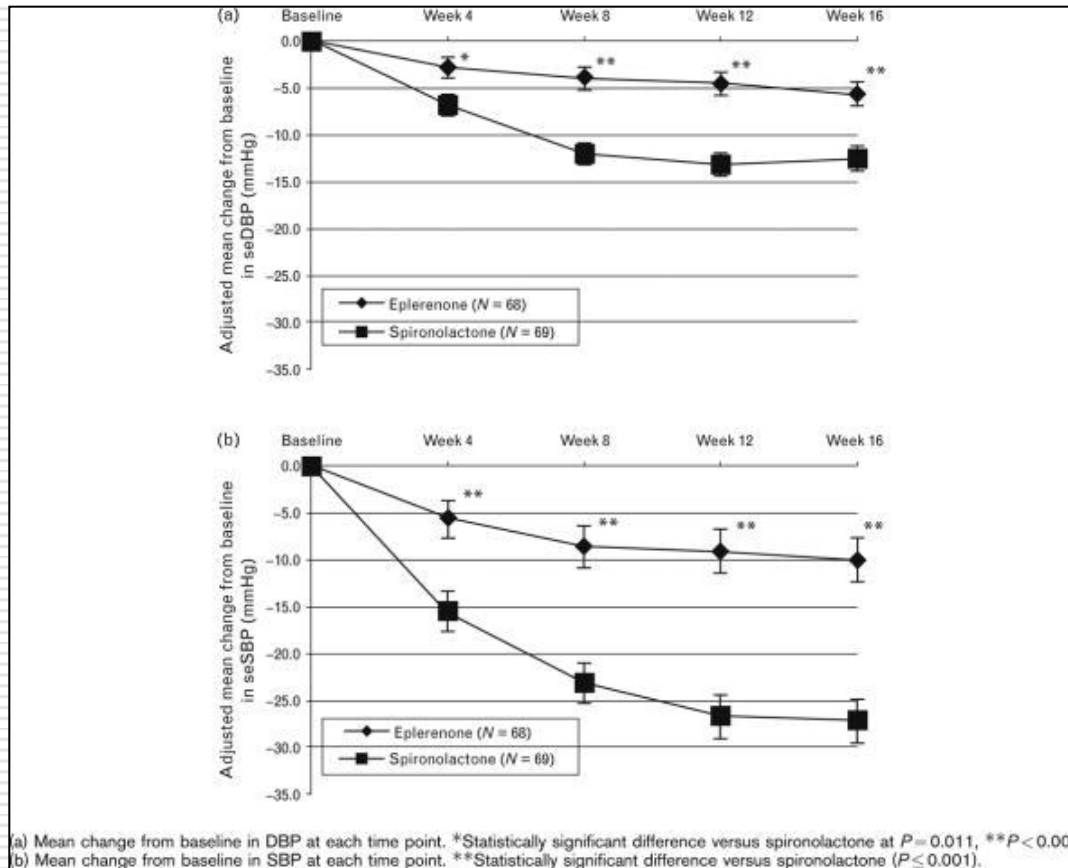 (a) Baseline Week 4 Week 8 Week 12 Week 16
0.0
-5.0
-10.0
-15.0
-20.0
-25.0
-30.0
-35.0
* ** ** **
Adjusted mean change from baseline
in seDBP (mmHg)
Eplerenone (N = 68)
Spironolactone (N = 69)
(b) Baseline Week 4 Week 8 Week 12 Week 16
0.0
-5.0
-10.0
-15.0
-20.0
-25.0
-30.0
-35.0
** ** ** **
Adjusted mean change from baseline
in seSBP (mmHg)
Eplerenone (N = 68)
Spironolactone (N = 69)
(a) Mean change from baseline in DBP at each time point. *Statistically significant difference versus spironolactone at P=0.011, **P<0.00
(b) Mean change from baseline in SBP at each time point. **Statistically significant difference versus spironolactone (P≤0.001).